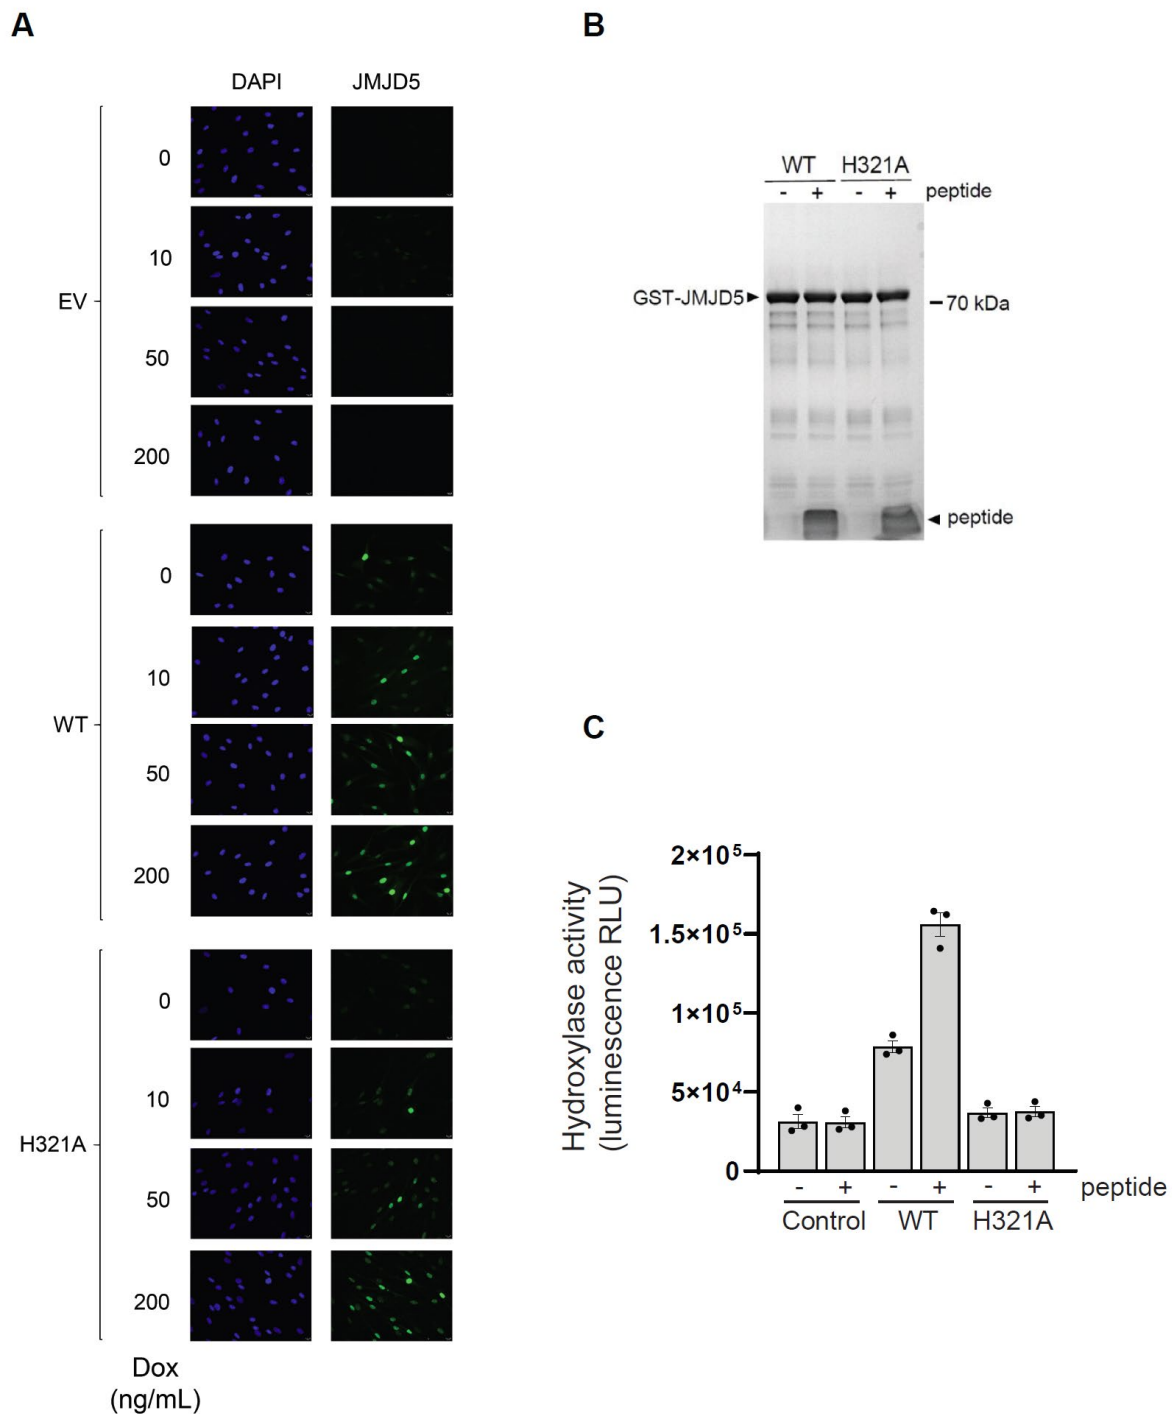 A
DAPI JMJD5
EV
0
10
50
200
WT
0
10
50
200
H321A
0
10
50
200
Dox
(ng/mL)
B
WT H321A
- + - + peptide
GST-JMJD5
70 kDa
peptide
C
Hydroxylase activity
(luminescence RLU)
2×10⁵
1.5×10⁵
1×10⁵
5×10⁴
0
- + - + - + peptide
Control WT H321A